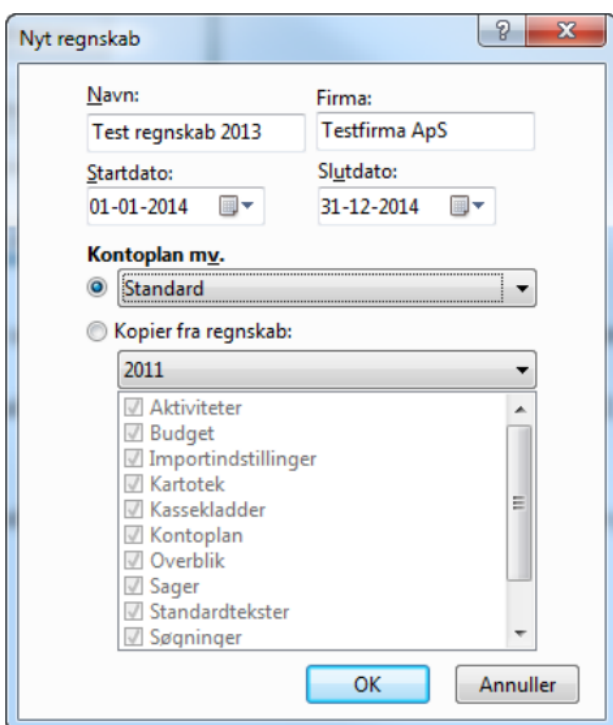 Nyt regnskab
Navn: Firma:
Test regnskab 2013 Testfirma ApS
Startdato: Slutdato:
01-01-2014 31-12-2014
Kontoplan mv.
Standard
Kopier fra regnskab:
2011
Aktiviteter
Budget
Importindstillinger
Kartotek
Kassekladder
Kontoplan
Overblik
Sager
Standardtekster
Søgninger
OK Annuller